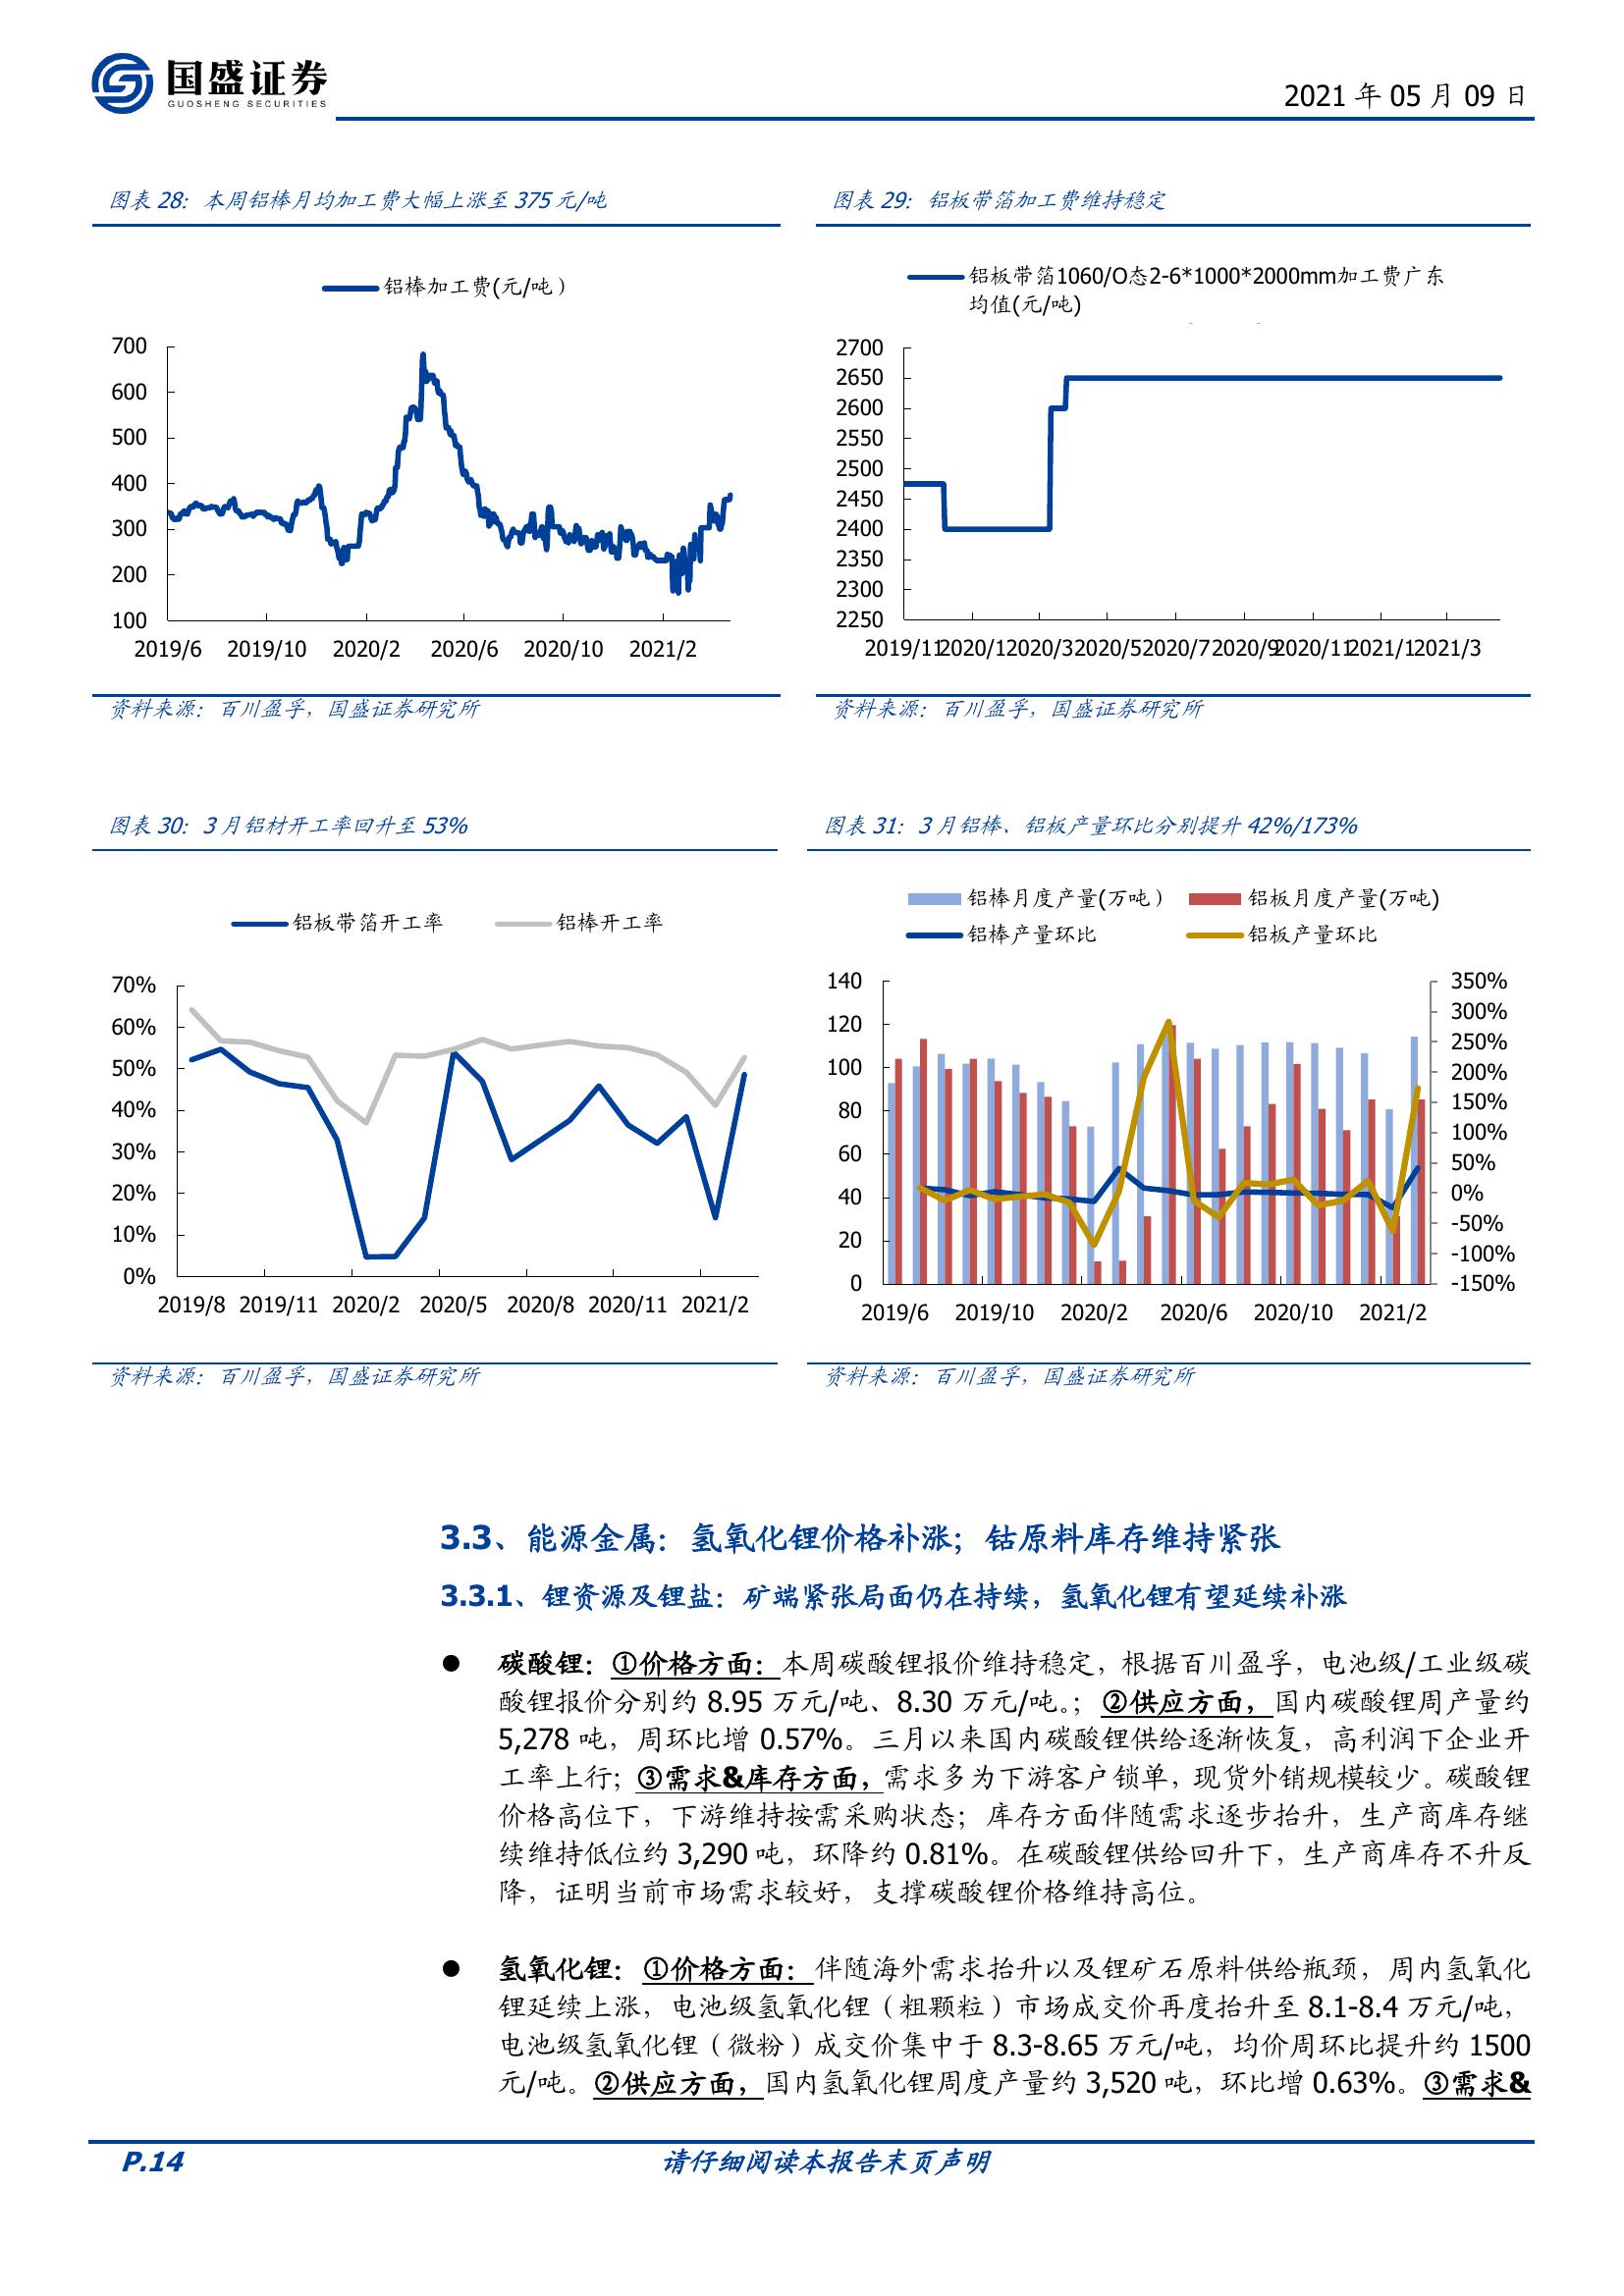 国盛证券
GUOSHENG SECURITIES
2021 年 05 月 09 日
图表 28：本周铝棒月均加工费大幅上涨至 375 元/吨
铝棒加工费(元/吨）
700
600
500
400
300
200
100
2019/6 2019/10 2020/2 2020/6 2020/10 2021/2
资料来源：百川盈孚，国盛证券研究所
图表 29：铝板带箔加工费维持稳定
铝板带箔1060/O态2-6*1000*2000mm加工费广东
均值(元/吨)
2700
2650
2600
2550
2500
2450
2400
2350
2300
2250
2019/11 2020/1 2020/3 2020/5 2020/7 2020/9 2020/11 2021/1 2021/3
资料来源：百川盈孚，国盛证券研究所
图表 30：3 月铝材开工率回升至 53%
铝板带箔开工率 铝棒开工率
70%
60%
50%
40%
30%
20%
10%
0%
2019/8 2019/11 2020/2 2020/5 2020/8 2020/11 2021/2
资料来源：百川盈孚，国盛证券研究所
图表 31：3 月铝棒、铝板产量环比分别提升 42%/173%
铝棒月度产量(万吨） 铝板月度产量(万吨)
铝棒产量环比 铝板产量环比
140
120
100
80
60
40
20
0
350%
300%
250%
200%
150%
100%
50%
0%
-50%
-100%
-150%
2019/6 2019/10 2020/2 2020/6 2020/10 2021/2
资料来源：百川盈孚，国盛证券研究所
3.3、能源金属：氢氧化锂价格补涨；钴原料库存维持紧张
3.3.1、锂资源及锂盐：矿端紧张局面仍在持续，氢氧化锂有望延续补涨
● 碳酸锂：①价格方面：本周碳酸锂报价维持稳定，根据百川盈孚，电池级/工业级碳
酸锂报价分别约 8.95 万元/吨、8.30 万元/吨。；②供应方面，国内碳酸锂周产量约
5,278 吨，周环比增 0.57%。三月以来国内碳酸锂供给逐渐恢复，高利润下企业开
工率上行；③需求&库存方面，需求多为下游客户锁单，现货外销规模较少。碳酸锂
价格高位下，下游维持按需采购状态；库存方面伴随需求逐步抬升，生产商库存继
续维持低位约 3,290 吨，环降约 0.81%。在碳酸锂供给回升下，生产商库存不升反
降，证明当前市场需求较好，支撑碳酸锂价格维持高位。
● 氢氧化锂：①价格方面：伴随海外需求抬升以及锂矿石原料供给瓶颈，周内氢氧化
锂延续上涨，电池级氢氧化锂（粗颗粒）市场成交价再度抬升至 8.1-8.4 万元/吨，
电池级氢氧化锂（微粉）成交价集中于 8.3-8.65 万元/吨，均价周环比提升约 1500
元/吨。②供应方面，国内氢氧化锂周度产量约 3,520 吨，环比增 0.63%。③需求&
P.14
请仔细阅读本报告末页声明